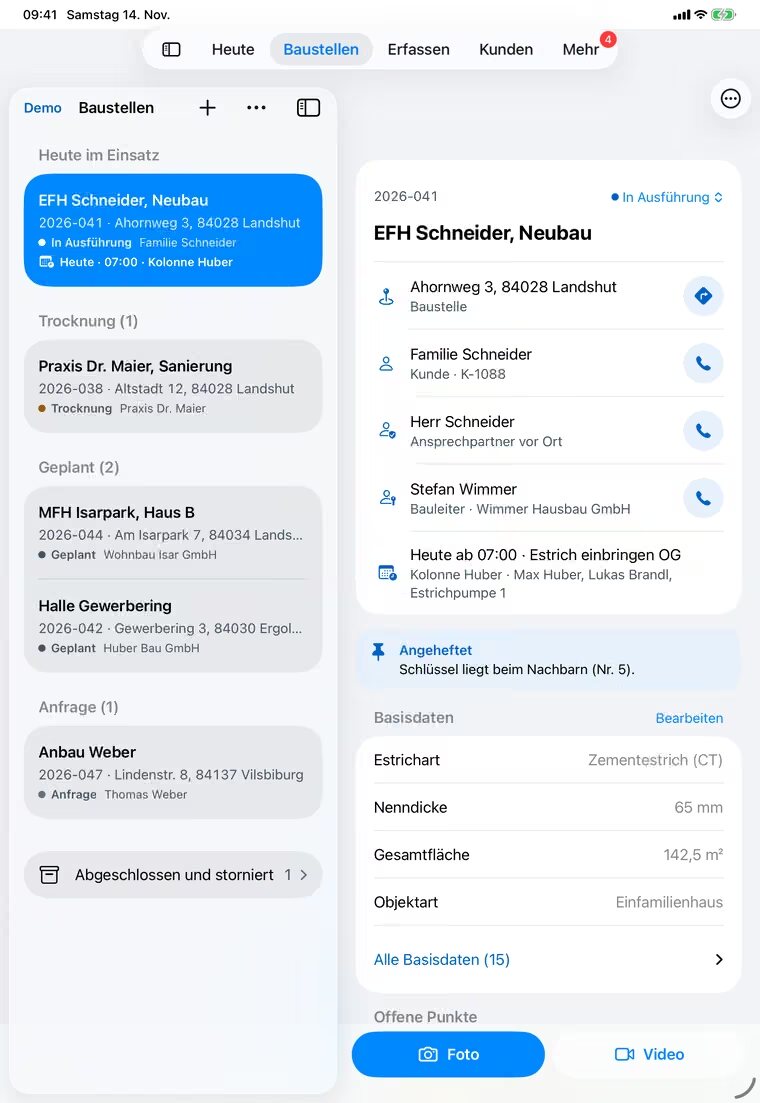 09:41 Samstag 14. Nov.
Heute Baustellen Erfassen Kunden Mehr 4
Demo Baustellen
Heute im Einsatz
EFH Schneider, Neubau
2026-041 · Ahornweg 3, 84028 Landshut
In Ausführung Familie Schneider
Heute · 07:00 · Kolonne Huber
Trocknung (1)
Praxis Dr. Maier, Sanierung
2026-038 · Altstadt 12, 84028 Landshut
Trocknung Praxis Dr. Maier
Geplant (2)
MFH Isarpark, Haus B
2026-044 · Am Isarpark 7, 84034 Lands...
Geplant Wohnbau Isar GmbH
Halle Gewerbering
2026-042 · Gewerbering 3, 84030 Ergol...
Geplant Huber Bau GmbH
Anfrage (1)
Anbau Weber
2026-047 · Lindenstr. 8, 84137 Vilsbiburg
Anfrage Thomas Weber
Abgeschlossen und storniert 1
2026-041 In Ausführung
EFH Schneider, Neubau
Ahornweg 3, 84028 Landshut
Baustelle
Familie Schneider
Kunde · K-1088
Herr Schneider
Ansprechpartner vor Ort
Stefan Wimmer
Bauleiter · Wimmer Hausbau GmbH
Heute ab 07:00 · Estrich einbringen OG
Kolonne Huber · Max Huber, Lukas Brandl,
Estrichpumpe 1
Angeheftet
Schlüssel liegt beim Nachbarn (Nr. 5).
Basisdaten Bearbeiten
Estrichart Zementestrich (CT)
Nenndicke 65 mm
Gesamtfläche 142,5 m²
Objektart Einfamilienhaus
Alle Basisdaten (15)
Offene Punkte
Foto Video